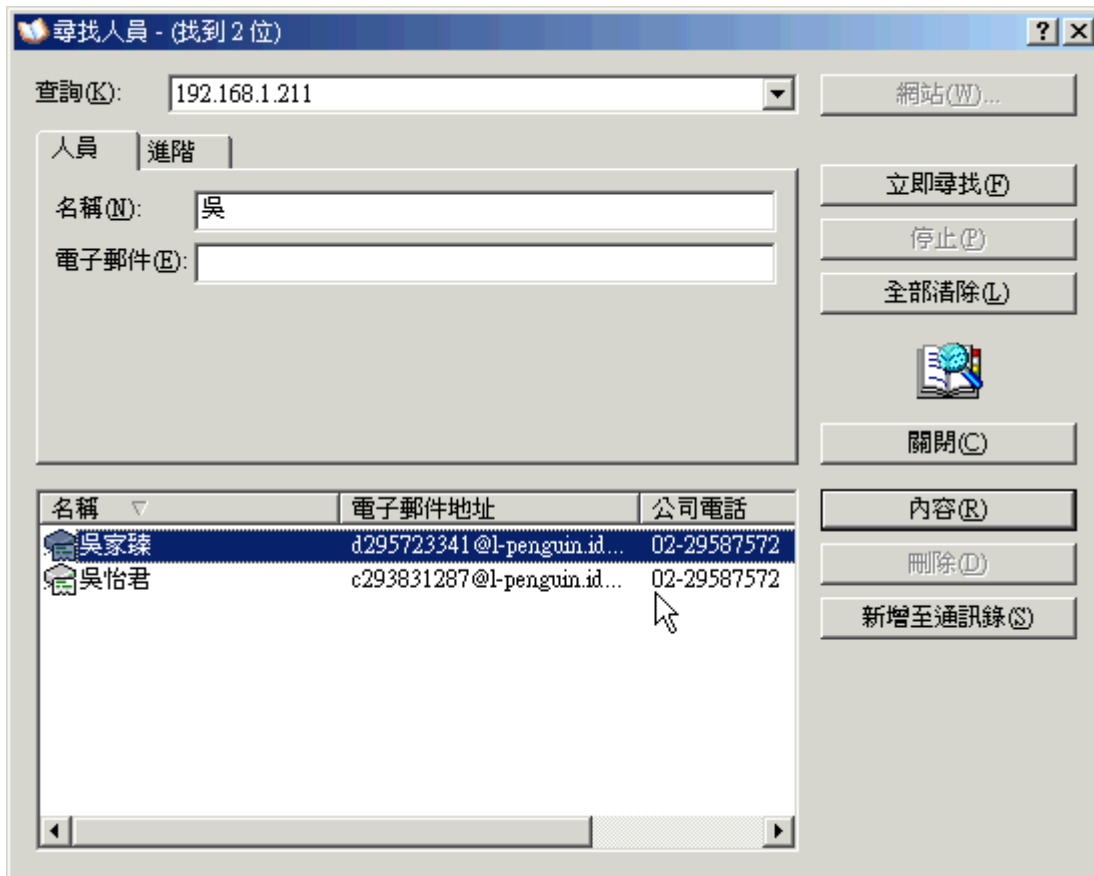 尋找人員 - (找到 2 位)
查詢(K): 192.168.1.211
網站(W)...
人員 進階
名稱(N): 吳
電子郵件(E):
立即尋找(F)
停止(P)
全部清除(L)
關閉(C)
名稱 電子郵件地址 公司電話
吳家臻 d295723341@l-penguin.id... 02-29587572
吳怡君 c293831287@l-penguin.id... 02-29587572
內容(R)
刪除(D)
新增至通訊錄(S)